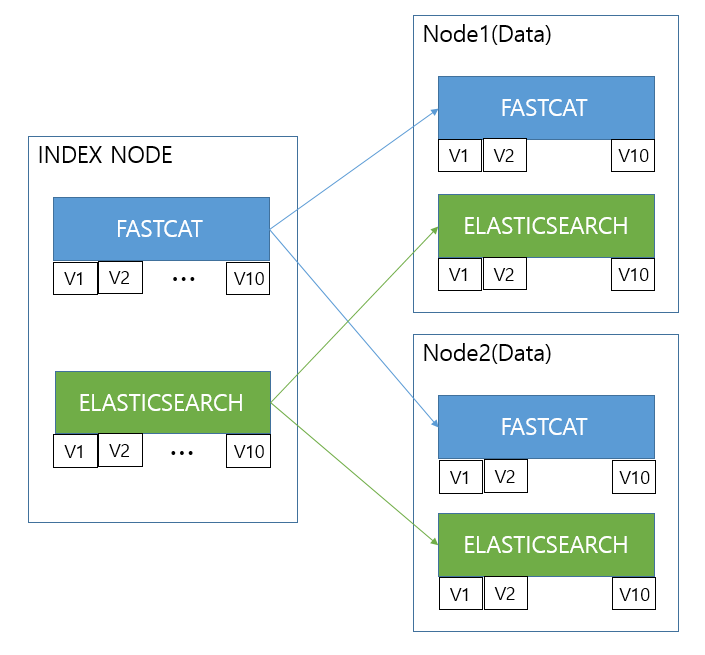 INDEX NODE
FASTCAT
V1 V2 ... V10
ELASTICSEARCH
V1 V2 ... V10
Node1(Data)
FASTCAT
V1 V2 V10
ELASTICSEARCH
V1 V2 V10
Node2(Data)
FASTCAT
V1 V2 V10
ELASTICSEARCH
V1 V2 V10